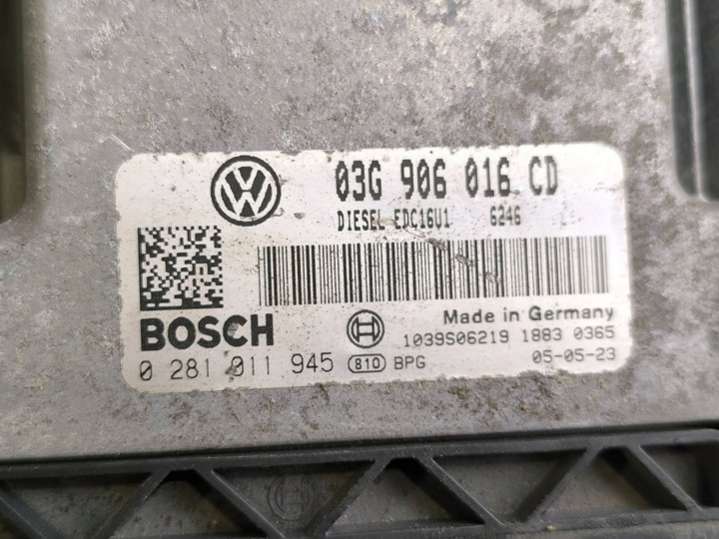 03G 906 016 CD
DIESEL EDC16U1 6246
BOSCH
Made in Germany
1039S06219 1883 0365
0 281 011 945 810 BPG 05-05-23